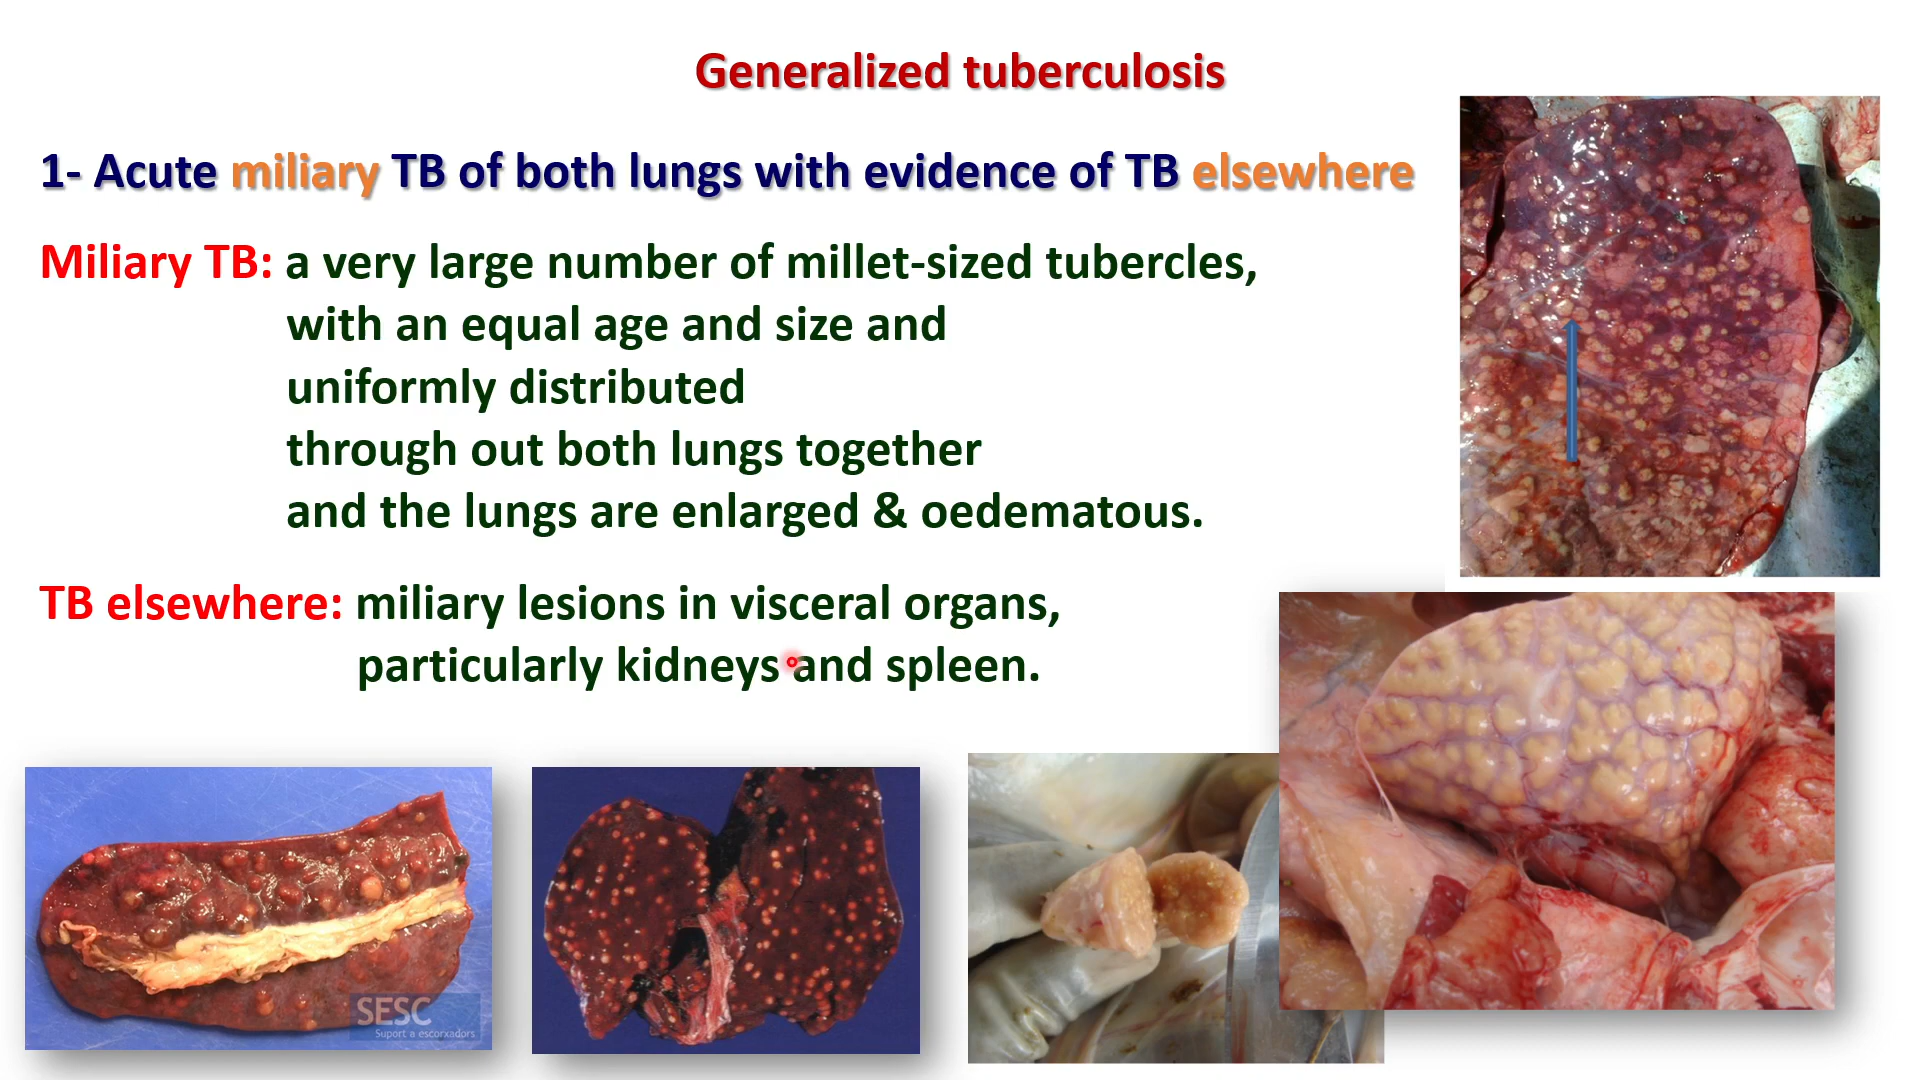 Generalized tuberculosis
1- Acute miliary TB of both lungs with evidence of TB elsewhere
Miliary TB: a very large number of millet-sized tubercles,
with an equal age and size and
uniformly distributed
through out both lungs together
and the lungs are enlarged & oedematous.
TB elsewhere: miliary lesions in visceral organs,
particularly kidneys and spleen.
SESC
Suport a escorxadors